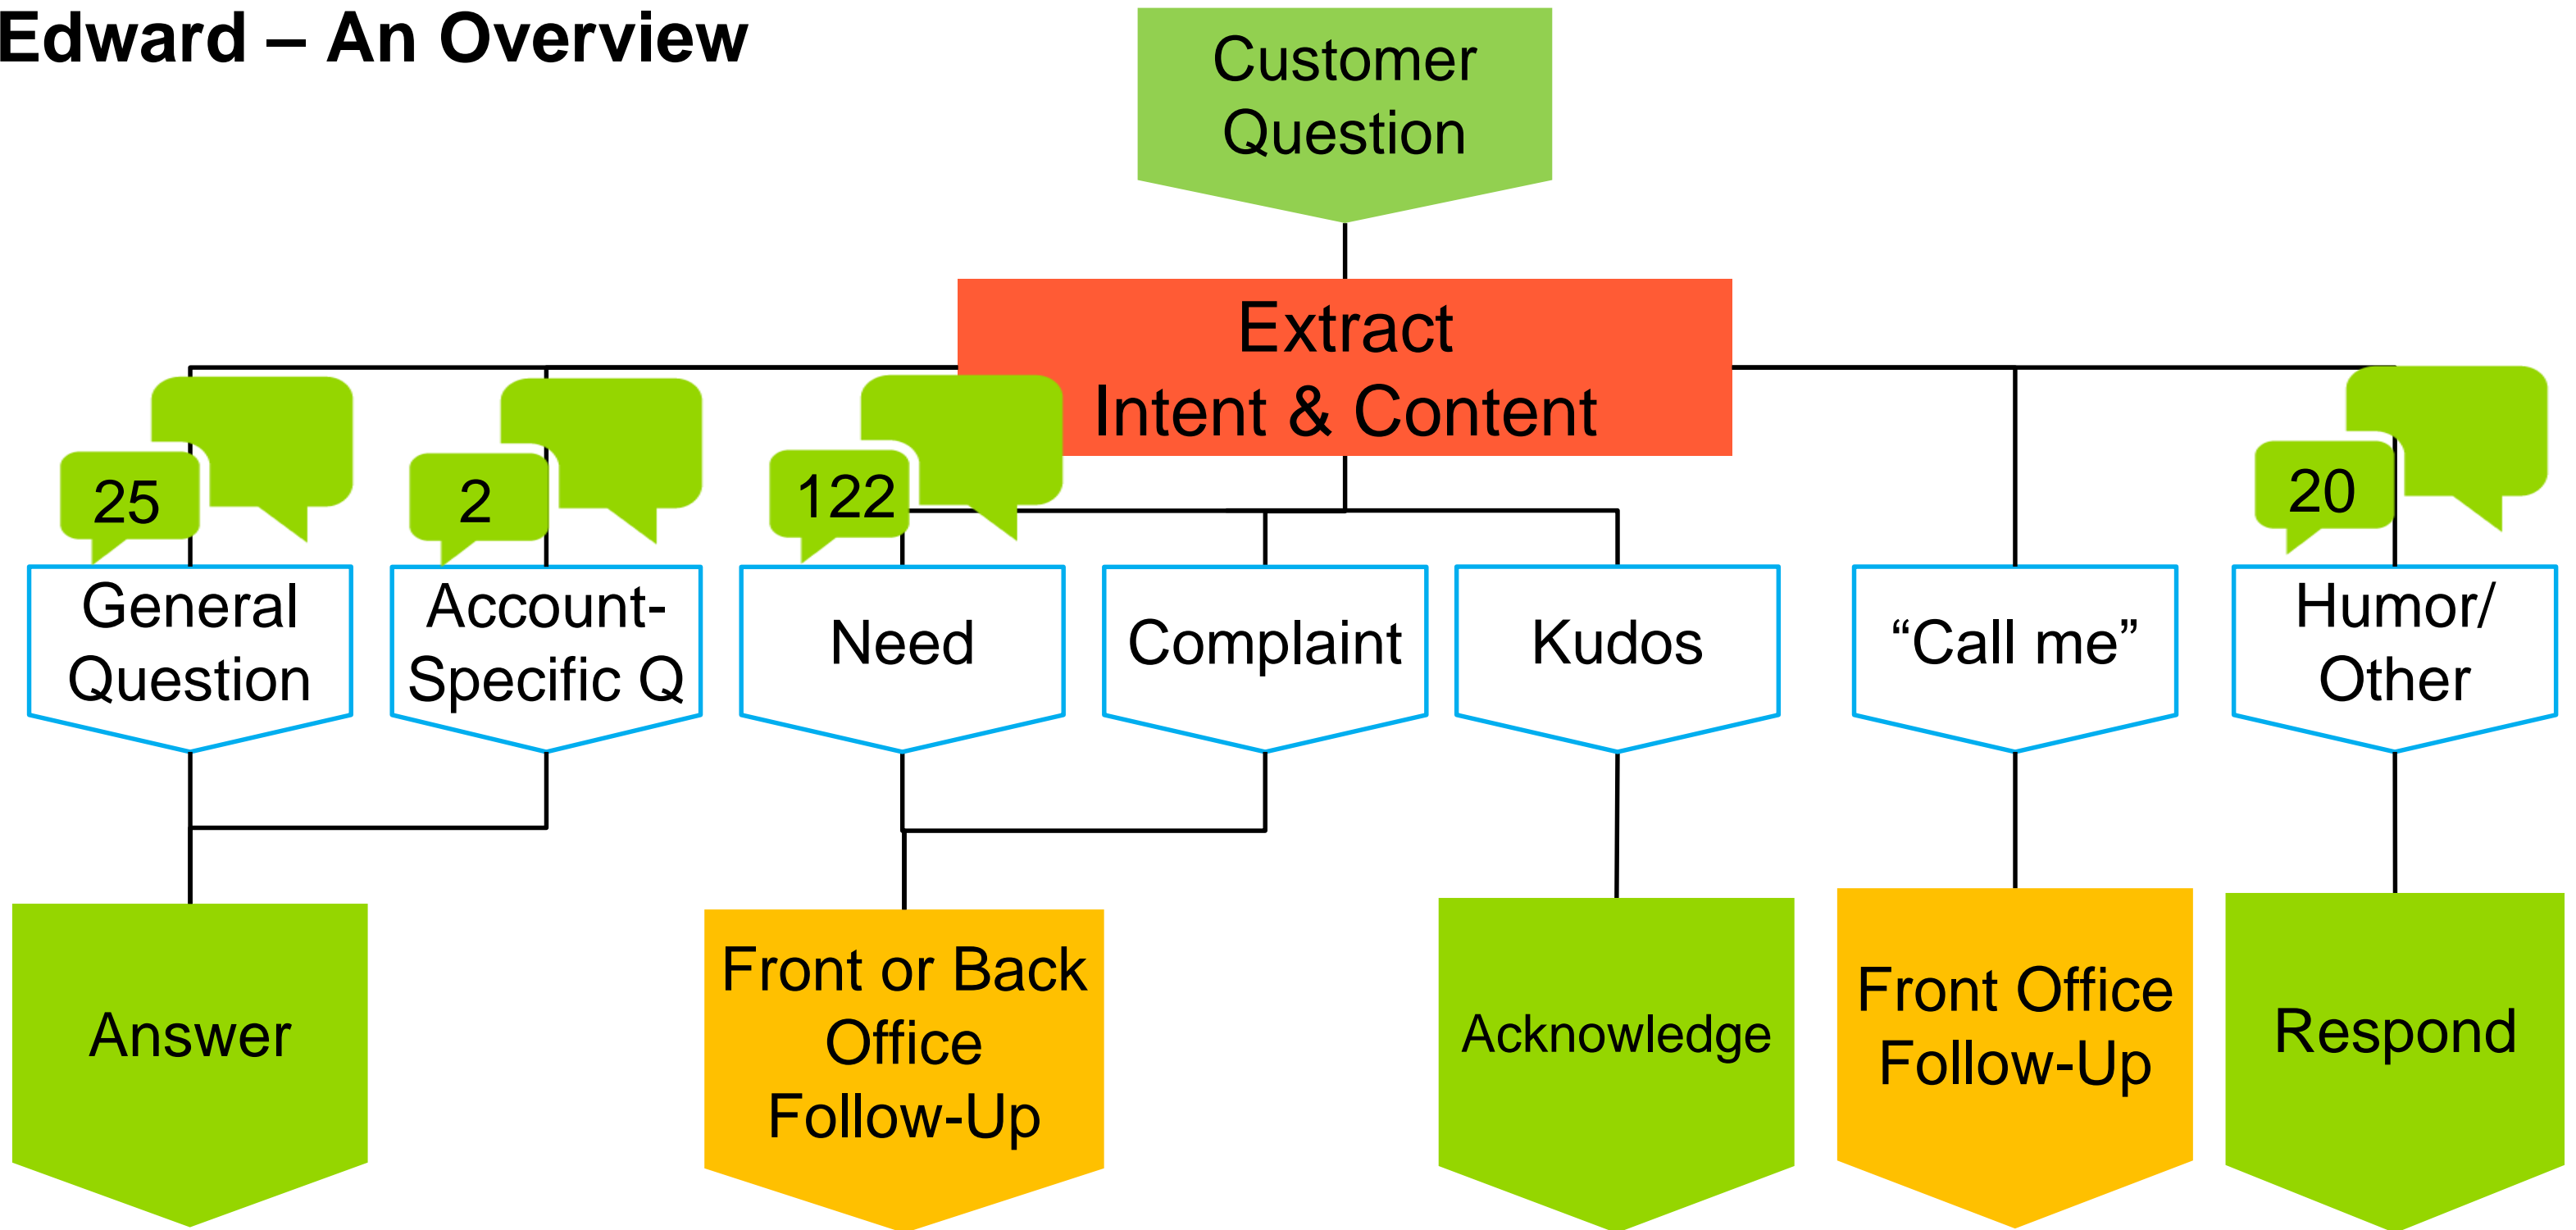 Edward – An Overview
Customer
Question
Extract
Intent & Content
25
2
122
20
General
Question
Account-
Specific Q
Need
Complaint
Kudos
“Call me”
Humor/
Other
Answer
Front or Back
Office
Follow-Up
Acknowledge
Front Office
Follow-Up
Respond